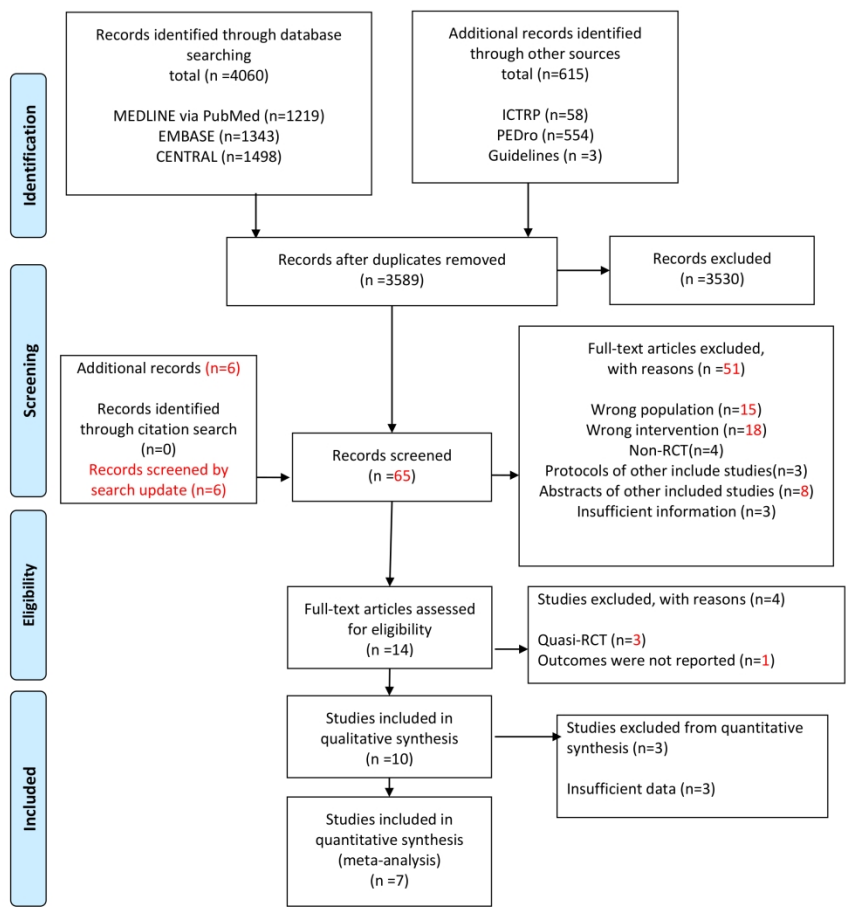 Records identified through database
searching
total (n =4060)
MEDLINE via PubMed (n=1219)
EMBASE (n=1343)
CENTRAL (n=1498)
Additional records identified
through other sources
total (n=615)
ICTRP (n=58)
PEDro (n=554)
Guidelines (n =3)
Identification
Records after duplicates removed
(n =3589)
Records excluded
(n =3530)
Screening
Additional records (n=6)
Records identified
through citation search
(n=0)
Records screened by
search update (n=6)
Records screened
(n =65)
Full-text articles excluded,
with reasons (n =51)
Wrong population (n=15)
Wrong intervention (n=18)
Non-RCT(n=4)
Protocols of other include studies(n=3)
Abstracts of other included studies (n=8)
Insufficient information (n=3)
Eligibility
Full-text articles assessed
for eligibility
(n =14)
Studies excluded, with reasons (n=4)
Quasi-RCT (n=3)
Outcomes were not reported (n=1)
Included
Studies included in
qualitative synthesis
(n =10)
Studies excluded from quantitative
synthesis (n=3)
Insufficient data (n=3)
Studies included in
quantitative synthesis
(meta-analysis)
(n =7)